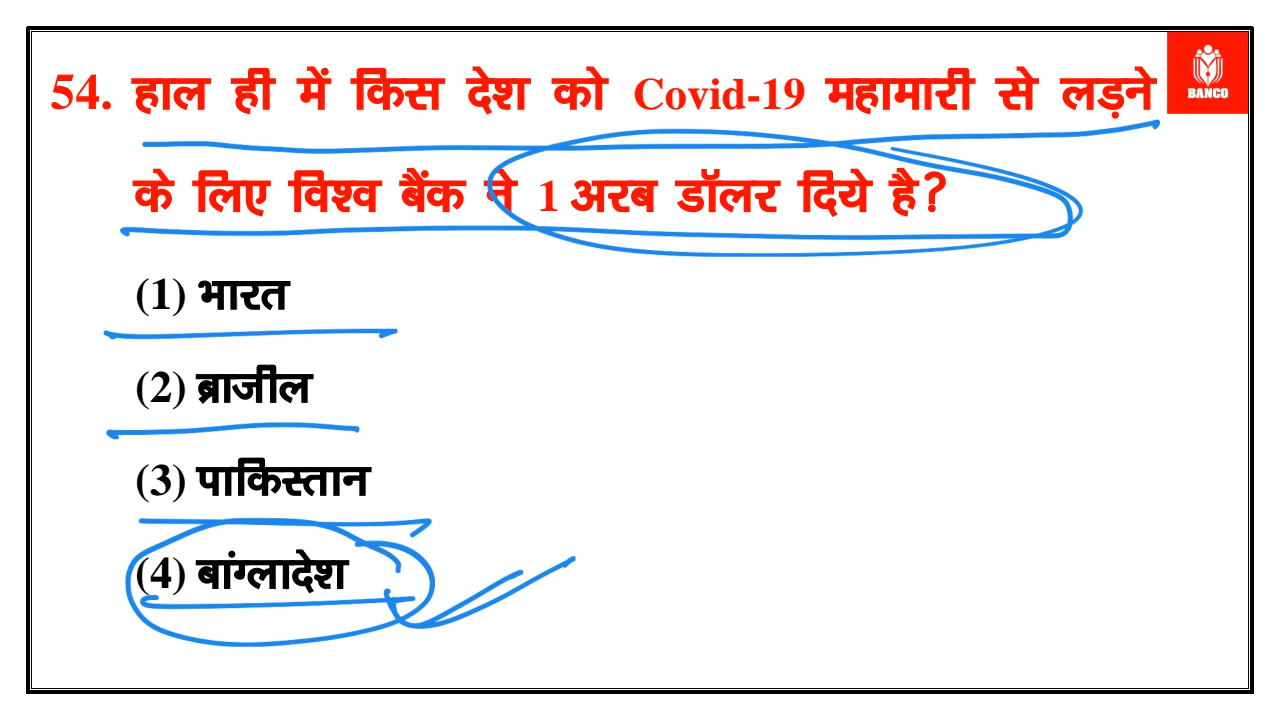 54. हाल ही में किस देश को Covid-19 महामारी से लड़ने
BANCO
के लिए विश्व बैंक ने 1 अरब डॉलर दिये है?
(1) भारत
(2) ब्राजील
(3) पाकिस्तान
(4) बांग्लादेश